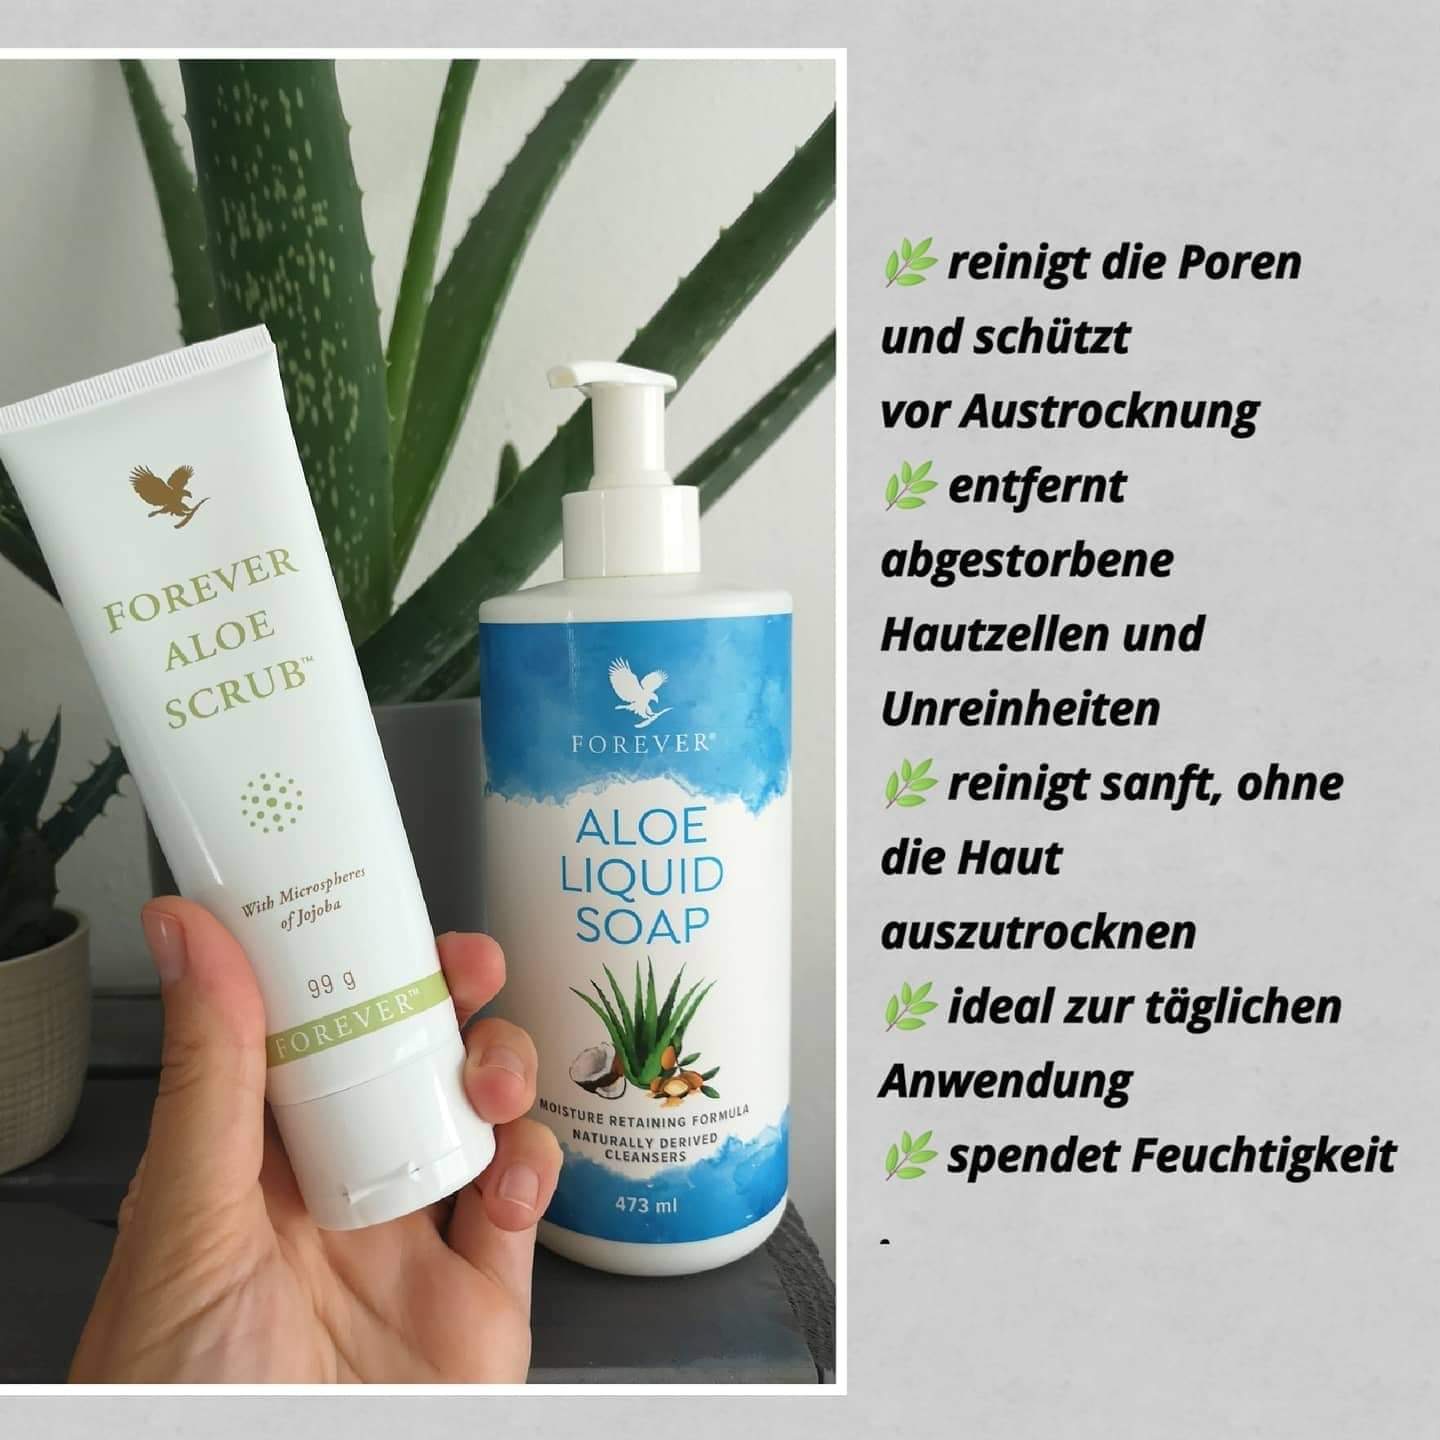 FOREVER
ALOE
SCRUB™
With Microspheres
of Jojoba
99 g
FOREVER™
FOREVER®
ALOE
LIQUID
SOAP
MOISTURE RETAINING FORMULA
NATURALLY DERIVED
CLEANSERS
473 ml
🌿 reinigt die Poren
und schützt
vor Austrocknung
🌿 entfernt
abgestorbene
Hautzellen und
Unreinheiten
🌿 reinigt sanft, ohne
die Haut
auszutrocknen
🌿 ideal zur täglichen
Anwendung
🌿 spendet Feuchtigkeit
.